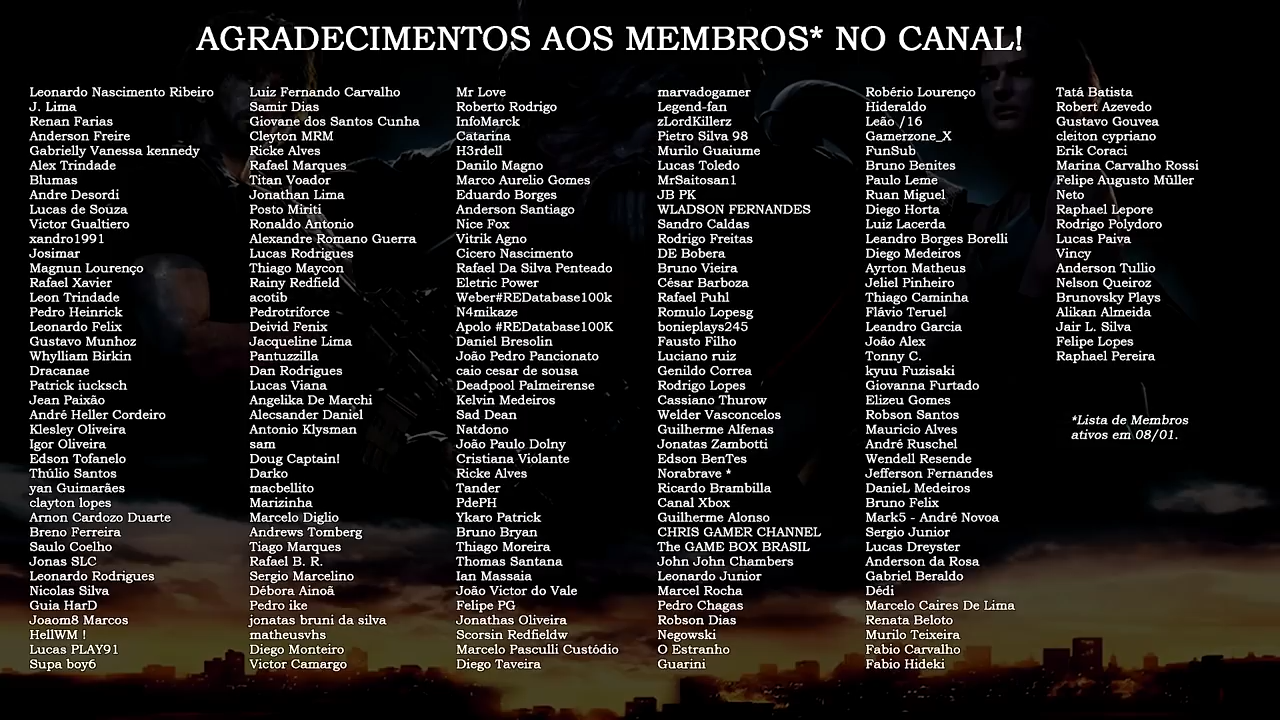 AGRADECIMENTOS AOS MEMBROS* NO CANAL!
Leonardo Nascimento Ribeiro
J. Lima
Renan Farias
Anderson Freire
Gabrielly Vanessa kennedy
Alex Trindade
Blumas
Andre Desordi
Lucas de Souza
Victor Gualtiero
xandro1991
Josimar
Magnun Lourenço
Rafael Xavier
Leon Trindade
Pedro Heinrick
Leonardo Felix
Gustavo Munhoz
Whylliam Birkin
Dracanae
Patrick iucksch
Jean Paixão
André Heller Cordeiro
Klesley Oliveira
Igor Oliveira
Edson Tofanelo
Thúlio Santos
yan Guimarães
clayton lopes
Arnon Cardozo Duarte
Breno Ferreira
Saulo Coelho
Jonas SLC
Leonardo Rodrigues
Nicolas Silva
Guia HarD
Joaom8 Marcos
HellWM !
Lucas PLAY91
Supa boy6
Luiz Fernando Carvalho
Samir Dias
Giovane dos Santos Cunha
Cleyton MRM
Ricke Alves
Rafael Marques
Titan Voador
Jonathan Lima
Posto Miriti
Ronaldo Antonio
Alexandre Romano Guerra
Lucas Rodrigues
Thiago Maycon
Rainy Redfield
acotib
Pedrotriforce
Deivid Fenix
Jacqueline Lima
Pantuzzilla
Dan Rodrigues
Lucas Viana
Angelika De Marchi
Alecsander Daniel
Antonio Klysman
sam
Doug Captain!
Darko
macbellito
Marizinha
Marcelo Diglio
Andrews Tomberg
Tiago Marques
Rafael B. R.
Sergio Marcelino
Débora Ainoã
Pedro ike
jonatas bruni da silva
matheusvhs
Diego Monteiro
Victor Camargo
Mr Love
Roberto Rodrigo
InfoMarck
Catarina
H3rdell
Danilo Magno
Marco Aurelio Gomes
Eduardo Borges
Anderson Santiago
Nice Fox
Vitrik Agno
Cicero Nascimento
Rafael Da Silva Penteado
Eletric Power
Weber#REDatabase100k
N4mikaze
Apolo #REDatabase100K
Daniel Bresolin
João Pedro Pancionato
caio cesar de sousa
Deadpool Palmeirense
Kelvin Medeiros
Sad Dean
Natdono
João Paulo Dolny
Cristiana Violante
Ricke Alves
Tander
PdePH
Ykaro Patrick
Bruno Bryan
Thiago Moreira
Thomas Santana
Ian Massaia
João Victor do Vale
Felipe PG
Jonathas Oliveira
Scorsin Redfieldw
Marcelo Pasculli Custódio
Diego Taveira
marvadogamer
Legend-fan
zLordKillerz
Pietro Silva 98
Murilo Guaiume
Lucas Toledo
MrSaitosan1
JB PK
WLADSON FERNANDES
Sandro Caldas
Rodrigo Freitas
DE Bobera
Bruno Vieira
César Barboza
Rafael Puhl
Romulo Lopesg
bonieplays245
Fausto Filho
Luciano ruiz
Genildo Correa
Rodrigo Lopes
Cassiano Thurow
Welder Vasconcelos
Guilherme Alfenas
Jonatas Zambotti
Edson BenTes
Norabrave *
Ricardo Brambilla
Canal Xbox
Guilherme Alonso
CHRIS GAMER CHANNEL
The GAME BOX BRASIL
John John Chambers
Leonardo Junior
Marcel Rocha
Pedro Chagas
Robson Dias
Negowski
O Estranho
Guarini
Robério Lourenço
Hideraldo
Leão /16
Gamerzone_X
FunSub
Bruno Benites
Paulo Leme
Ruan Miguel
Diego Horta
Luiz Lacerda
Leandro Borges Borelli
Diego Medeiros
Ayrton Matheus
Jeliel Pinheiro
Thiago Caminha
Flávio Teruel
Leandro Garcia
João Alex
Tonny C.
kyuu Fuzisaki
Giovanna Furtado
Elizeu Gomes
Robson Santos
Mauricio Alves
André Ruschel
Wendell Resende
Jefferson Fernandes
DanieL Medeiros
Bruno Felix
Mark5 - André Novoa
Sergio Junior
Lucas Dreyster
Anderson da Rosa
Gabriel Beraldo
Dédi
Marcelo Caires De Lima
Renata Beloto
Murilo Teixeira
Fabio Carvalho
Fabio Hideki
Tatá Batista
Robert Azevedo
Gustavo Gouvea
cleiton cypriano
Erik Coraci
Marina Carvalho Rossi
Felipe Augusto Müller
Neto
Raphael Lepore
Rodrigo Polydoro
Lucas Paiva
Vincy
Anderson Tullio
Nelson Queiroz
Brunovsky Plays
Alikan Almeida
Jair L. Silva
Felipe Lopes
Raphael Pereira
*Lista de Membros
ativos em 08/01.